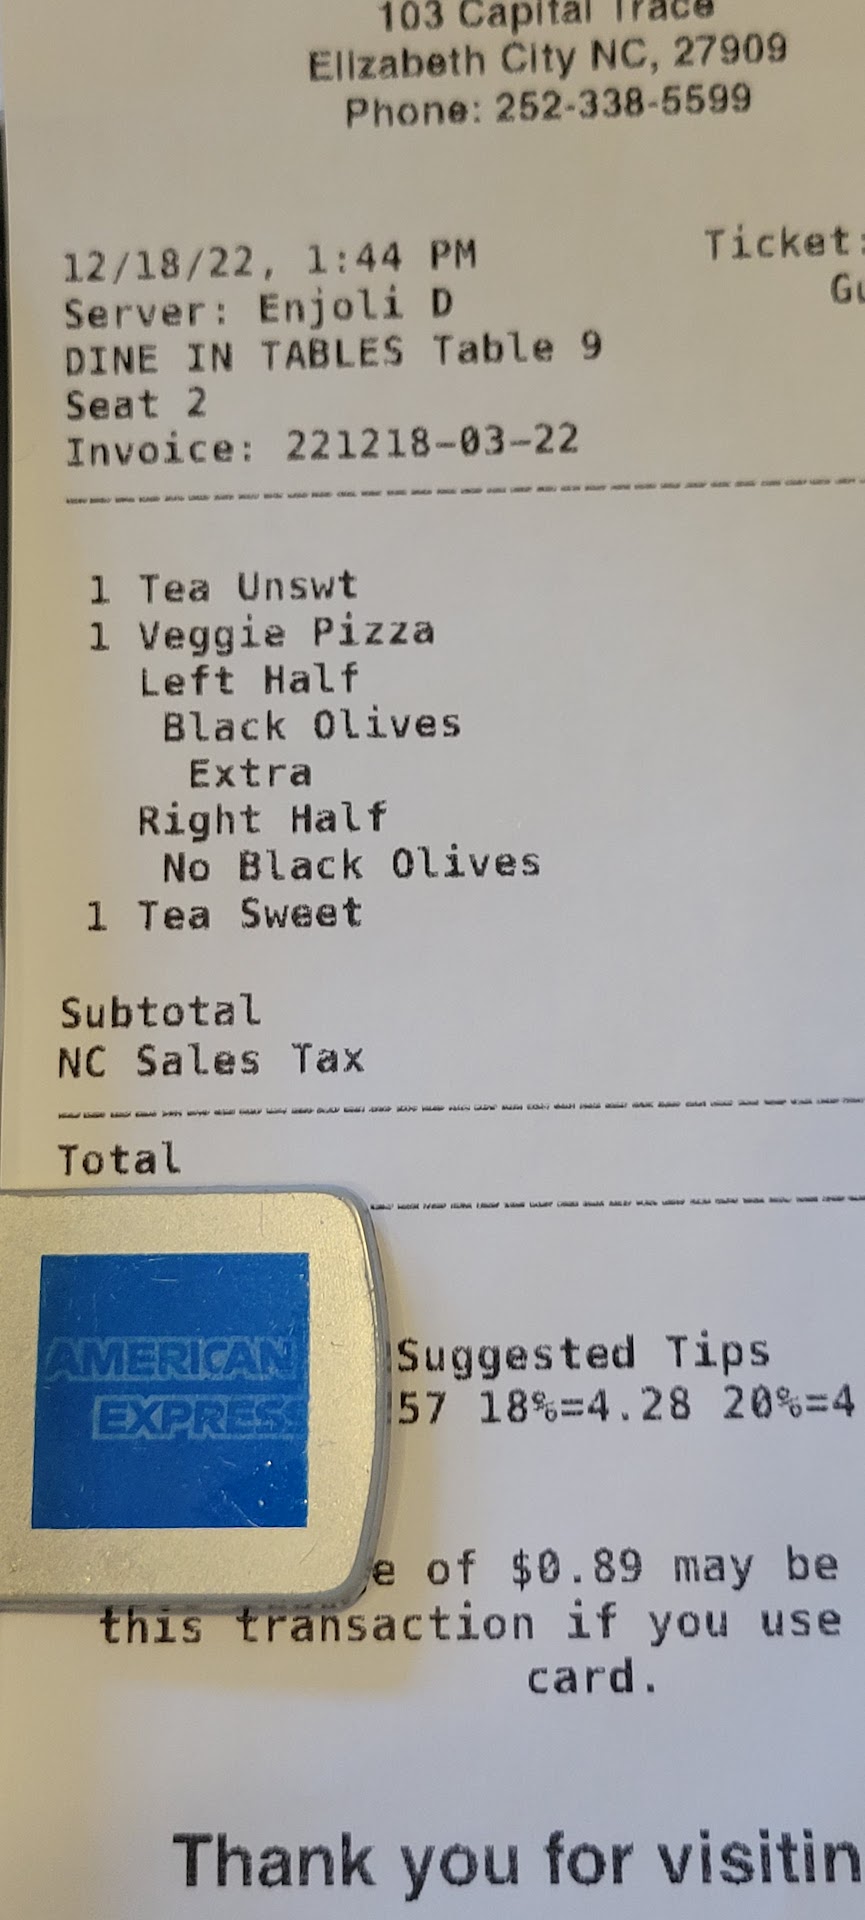 103 Capital Trace
Elizabeth City NC, 27909
Phone: 252-338-5599
12/18/22, 1:44 PM Ticket:
Server: Enjoli D Gu
DINE IN TABLES Table 9
Seat 2
Invoice: 221218-03-22
1 Tea Unswt
1 Veggie Pizza
Left Half
Black Olives
Extra
Right Half
No Black Olives
1 Tea Sweet
Subtotal
NC Sales Tax
Total
AMERICAN
EXPRESS
Suggested Tips
57 18%=4.28 20%=4
e of $0.89 may be
this transaction if you use
card.
Thank you for visitin